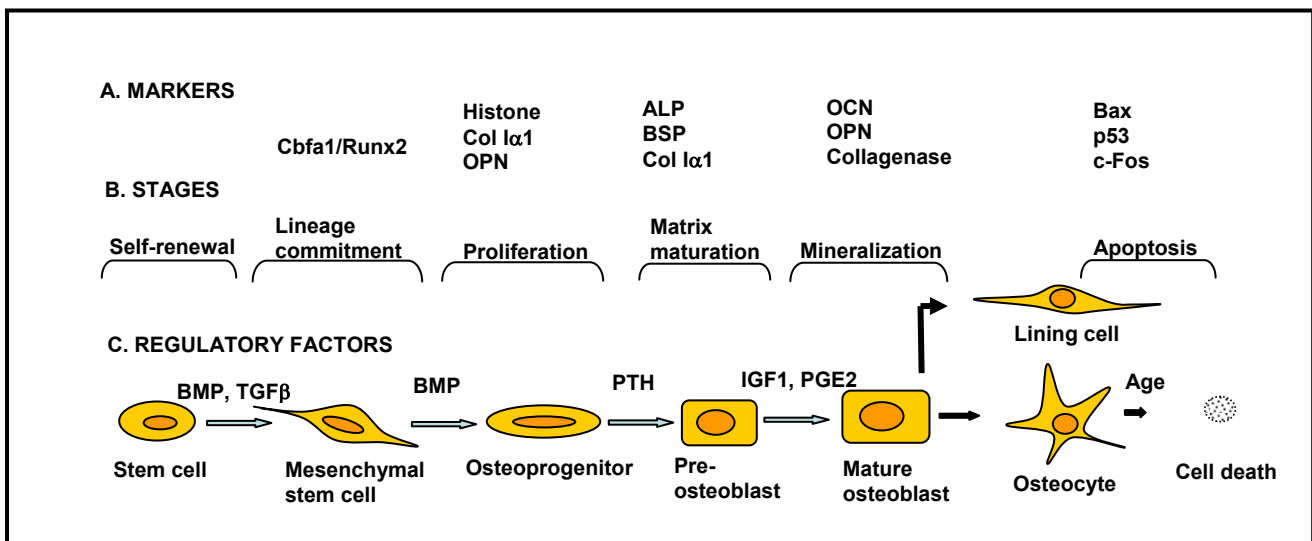 A. MARKERS
Cbfa1/Runx2
Histone
Col Iα1
OPN
ALP
BSP
Col Iα1
OCN
OPN
Collagenase
Bax
p53
c-Fos
B. STAGES
Self-renewal
Lineage
commitment
Proliferation
Matrix
maturation
Mineralization
Apoptosis
Lining cell
C. REGULATORY FACTORS
BMP, TGFβ
BMP
PTH
IGF1, PGE2
Age
Stem cell
Mesenchymal
stem cell
Osteoprogenitor
Pre-
osteoblast
Mature
osteoblast
Osteocyte
Cell death